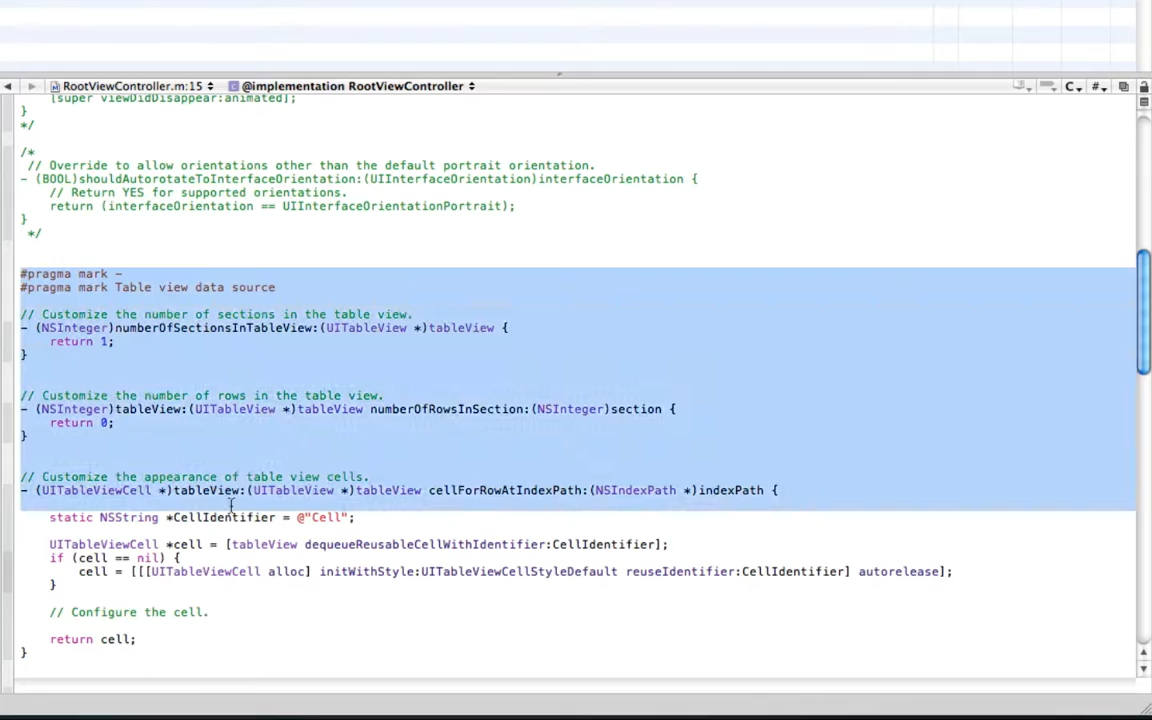 RootViewController.m:15 @implementation RootViewController C #
[super viewDidDisappear:animated];
}
*/
/*
// Override to allow orientations other than the default portrait orientation.
- (BOOL)shouldAutorotateToInterfaceOrientation:(UIInterfaceOrientation)interfaceOrientation {
// Return YES for supported orientations.
return (interfaceOrientation == UIInterfaceOrientationPortrait);
}
*/
#pragma mark -
#pragma mark Table view data source
// Customize the number of sections in the table view.
- (NSInteger)numberOfSectionsInTableView:(UITableView *)tableView {
return 1;
}
// Customize the number of rows in the table view.
- (NSInteger)tableView:(UITableView *)tableView numberOfRowsInSection:(NSInteger)section {
return 0;
}
// Customize the appearance of table view cells.
- (UITableViewCell *)tableView:(UITableView *)tableView cellForRowAtIndexPath:(NSIndexPath *)indexPath {
static NSString *CellIdentifier = @"Cell";
UITableViewCell *cell = [tableView dequeueReusableCellWithIdentifier:CellIdentifier];
if (cell == nil) {
cell = [[[UITableViewCell alloc] initWithStyle:UITableViewCellStyleDefault reuseIdentifier:CellIdentifier] autorelease];
}
// Configure the cell.
return cell;
}